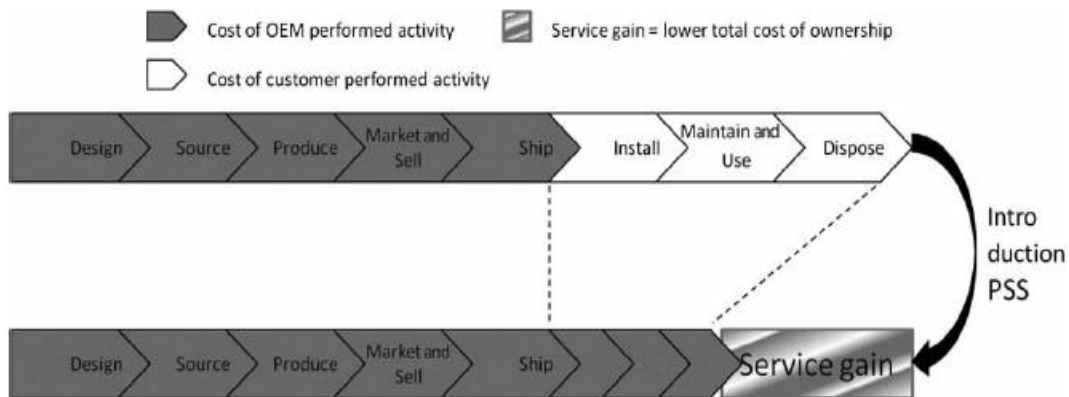 Cost of OEM performed activity
Service gain = lower total cost of ownership
Cost of customer performed activity
Design
Source
Produce
Market and
Sell
Ship
Install
Maintain and
Use
Dispose
Intro
duction
PSS
Design
Source
Produce
Market and
Sell
Ship
Service gain